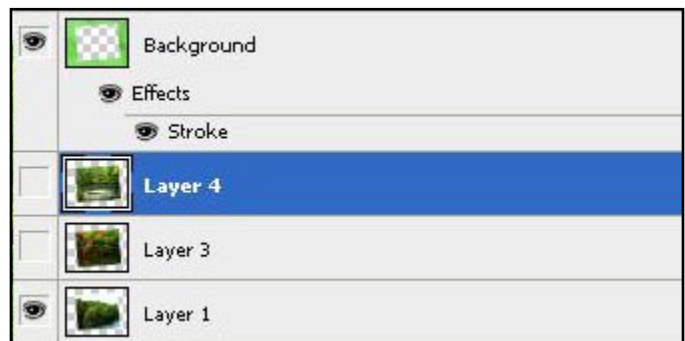 Background
Effects
Stroke
Layer 4
Layer 3
Layer 1